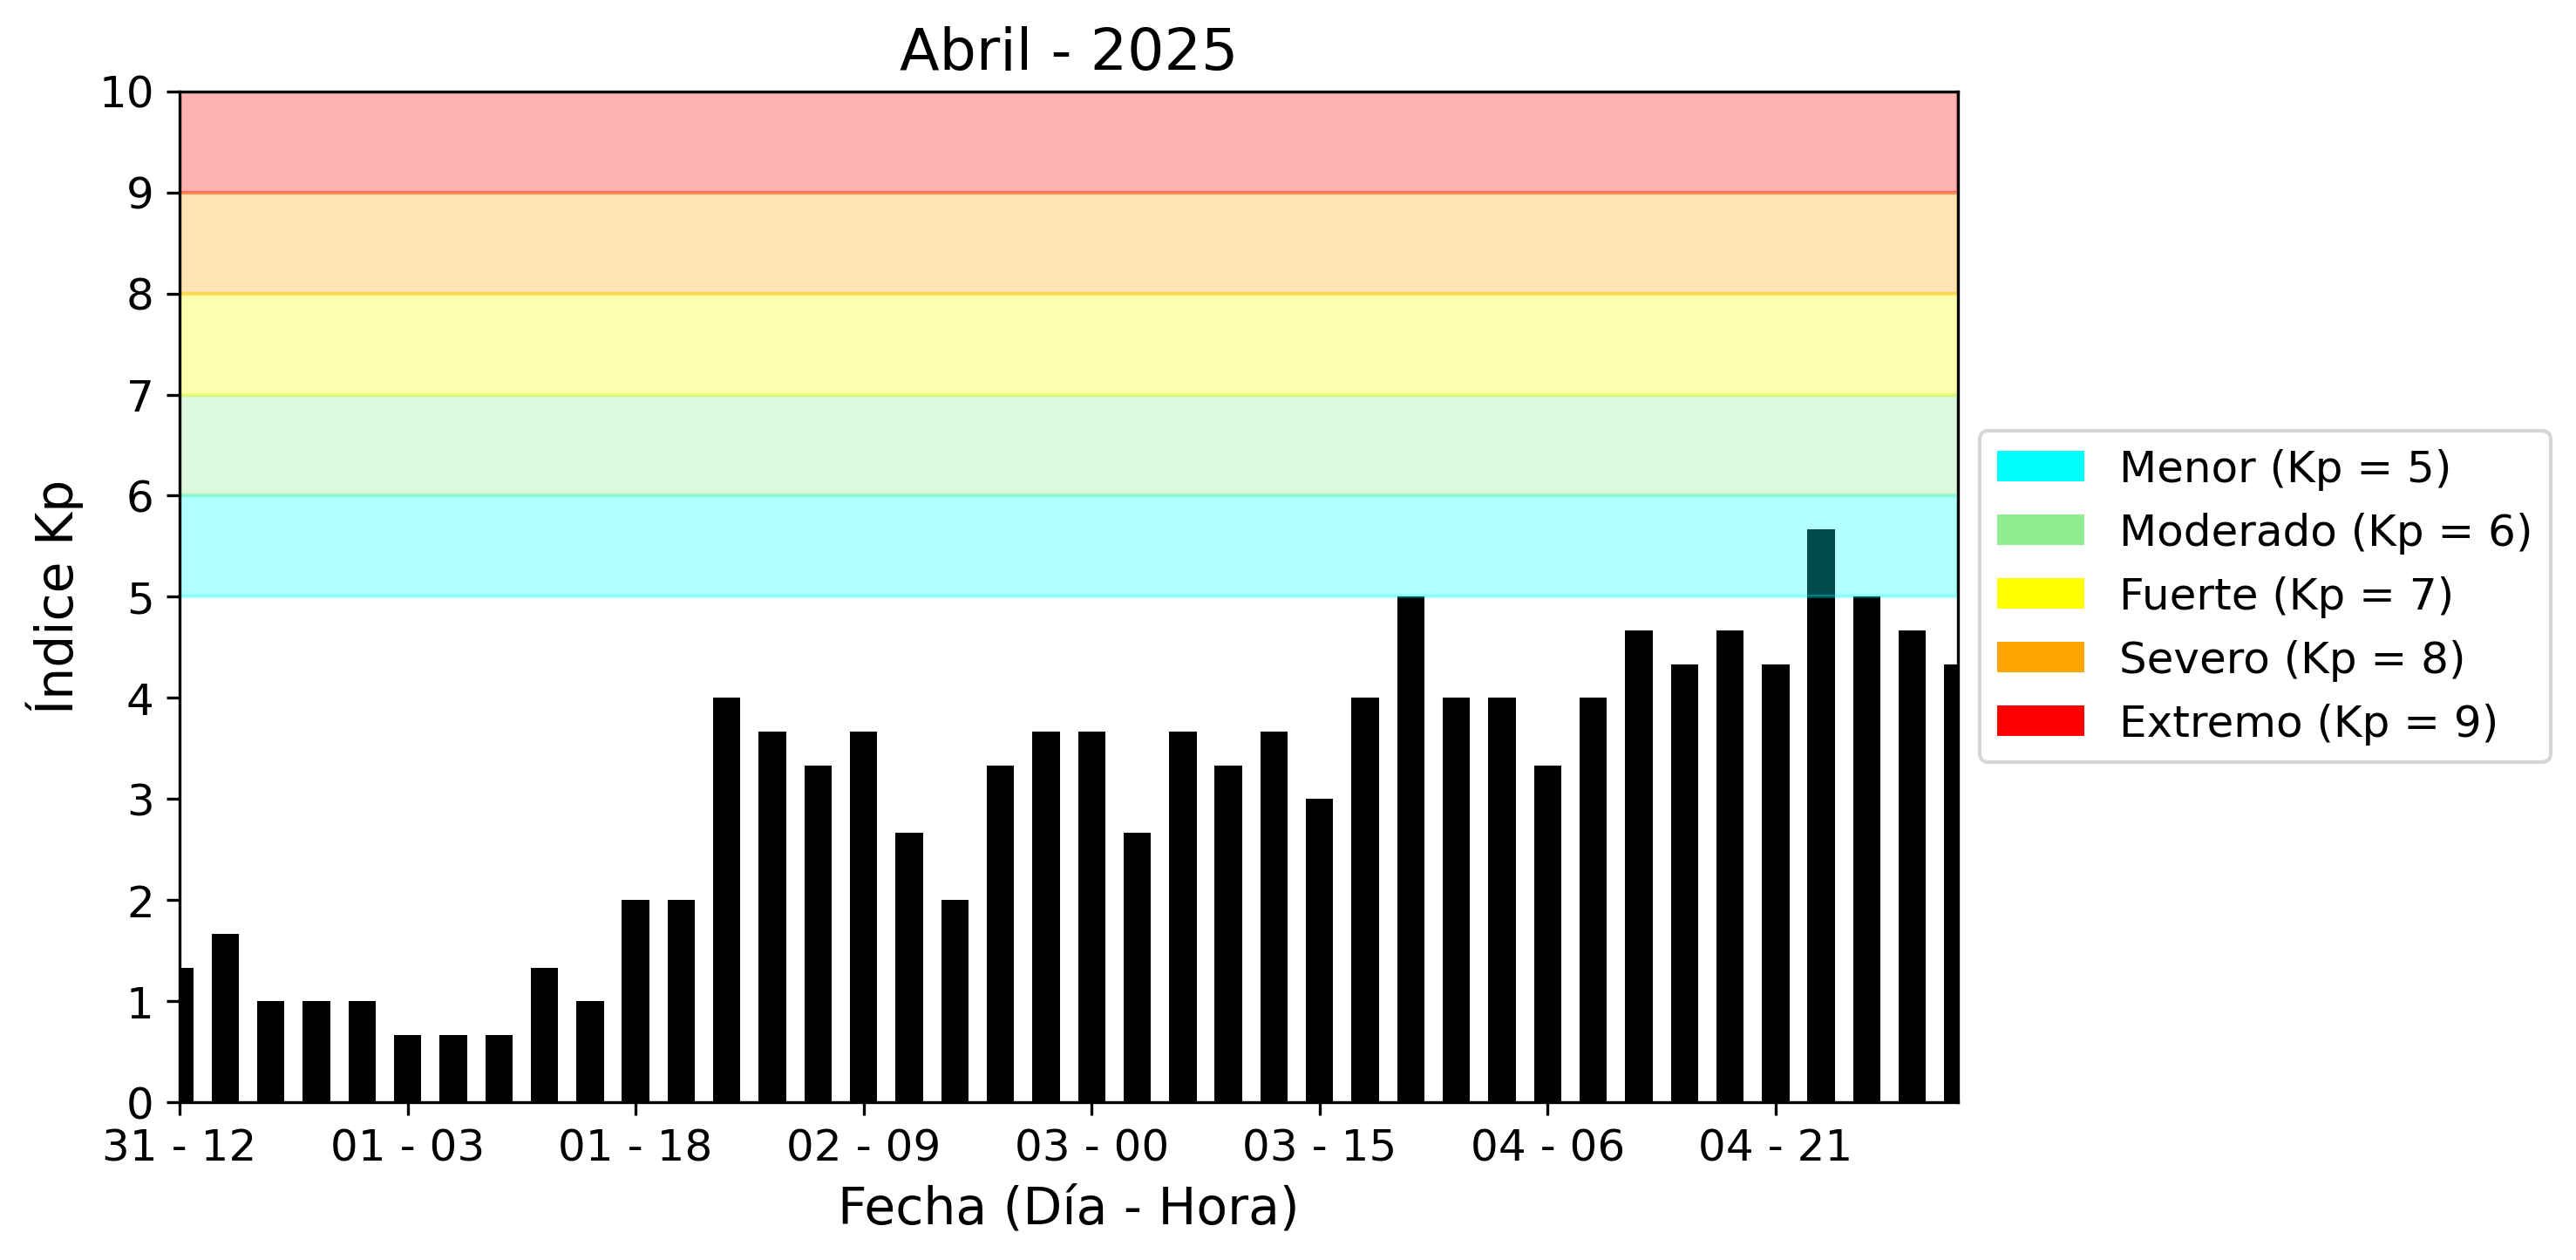 Abril - 2025
10
9
8
7
6
5
4
3
2
1
0
Índice Kp
31 - 12
01 - 03
01 - 18
02 - 09
03 - 00
03 - 15
04 - 06
04 - 21
Fecha (Día - Hora)
Menor (Kp = 5)
Moderado (Kp = 6)
Fuerte (Kp = 7)
Severo (Kp = 8)
Extremo (Kp = 9)